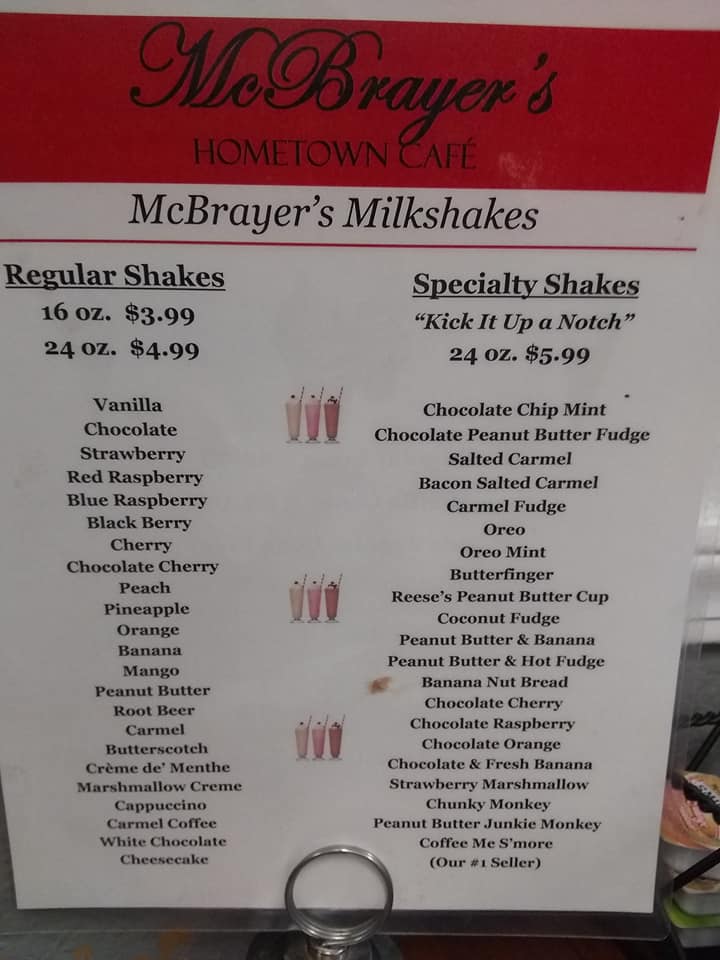 McBrayer's
HOMETOWN CAFÉ
McBrayer's Milkshakes
Regular Shakes
16 oz. $3.99
24 oz. $4.99
Vanilla
Chocolate
Strawberry
Red Raspberry
Blue Raspberry
Black Berry
Cherry
Chocolate Cherry
Peach
Pineapple
Orange
Banana
Mango
Peanut Butter
Root Beer
Carmel
Butterscotch
Crème de' Menthe
Marshmallow Creme
Cappuccino
Carmel Coffee
White Chocolate
Cheesecake
Specialty Shakes
"Kick It Up a Notch"
24 oz. $5.99
Chocolate Chip Mint
Chocolate Peanut Butter Fudge
Salted Carmel
Bacon Salted Carmel
Carmel Fudge
Oreo
Oreo Mint
Butterfinger
Reese's Peanut Butter Cup
Coconut Fudge
Peanut Butter & Banana
Peanut Butter & Hot Fudge
Banana Nut Bread
Chocolate Cherry
Chocolate Raspberry
Chocolate Orange
Chocolate & Fresh Banana
Strawberry Marshmallow
Chunky Monkey
Peanut Butter Junkie Monkey
Coffee Me S'more
(Our #1 Seller)